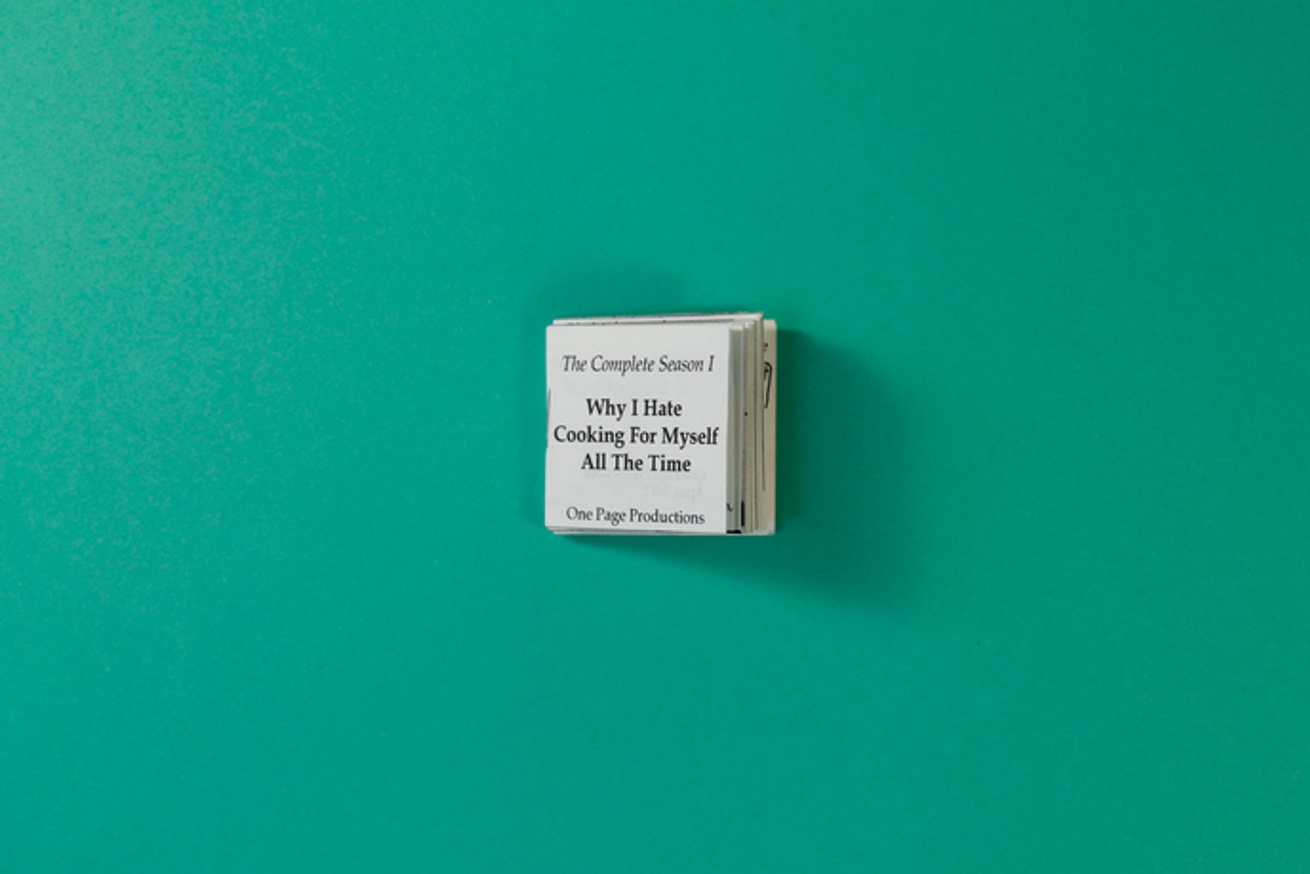 The Complete Season I
Why I Hate
Cooking For Myself
All The Time
One Page Productions